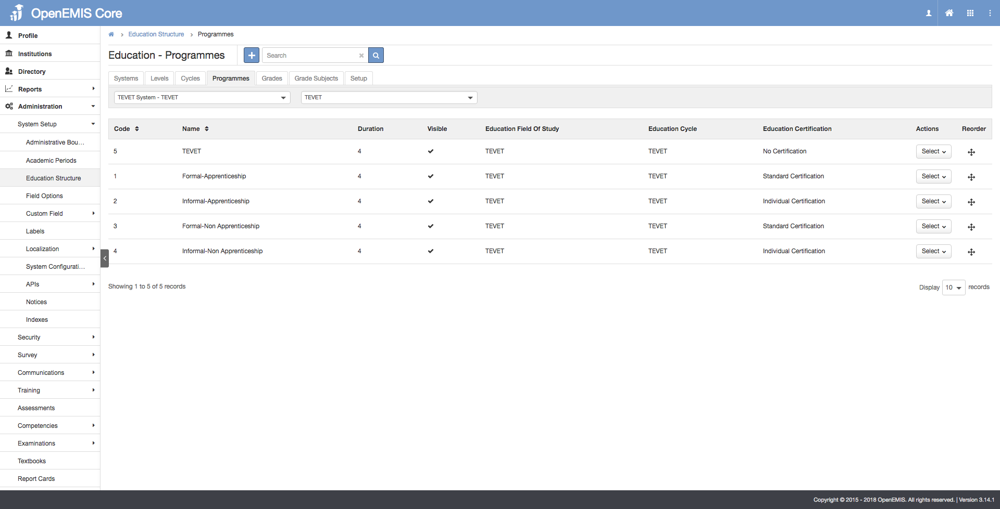 OpenEMIS Core
Profile
Institutions
Directory
Reports
Administration
System Setup
Administrative Bou...
Academic Periods
Education Structure
Field Options
Custom Field
Labels
Localization
System Configurati...
APIs
Notices
Indexes
Security
Survey
Communications
Training
Assessments
Competencies
Examinations
Textbooks
Report Cards
Education Structure Programmes
Education - Programmes Search
Systems Levels Cycles Programmes Grades Grade Subjects Setup
TEVET System - TEVET TEVET
Code Name Duration Visible Education Field Of Study Education Cycle Education Certification Actions Reorder
5 TEVET 4 TEVET TEVET No Certification Select
1 Formal-Apprenticeship 4 TEVET TEVET Standard Certification Select
2 Informal-Apprenticeship 4 TEVET TEVET Individual Certification Select
3 Formal-Non Apprenticeship 4 TEVET TEVET Standard Certification Select
4 Informal-Non Apprenticeship 4 TEVET TEVET Individual Certification Select
Showing 1 to 5 of 5 records Display 10 records
Copyright © 2015 - 2018 OpenEMIS. All rights reserved. | Version 3.14.1